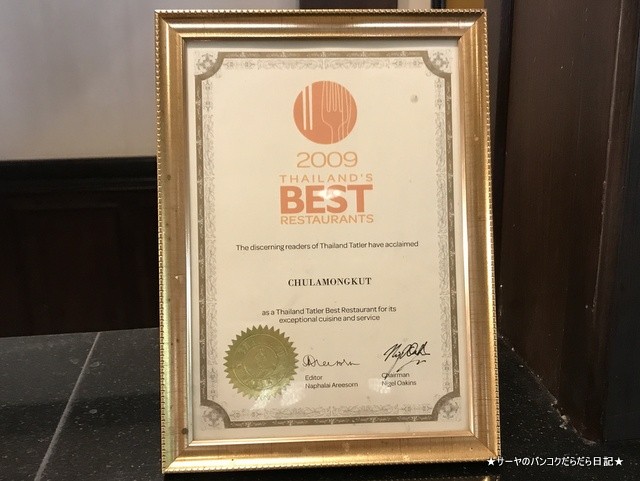 2009
THAILAND'S
BEST
RESTAURANTS
The discerning readers of Thailand Tatler have acclaimed
CHULAMONGKUT
as a Thailand Tatler Best Restaurant for its
exceptional cuisine and service
Editor
Naphalai Areesorn
Chairman
Nigel Oakins
★サーヤのバンコクだらだら日記★